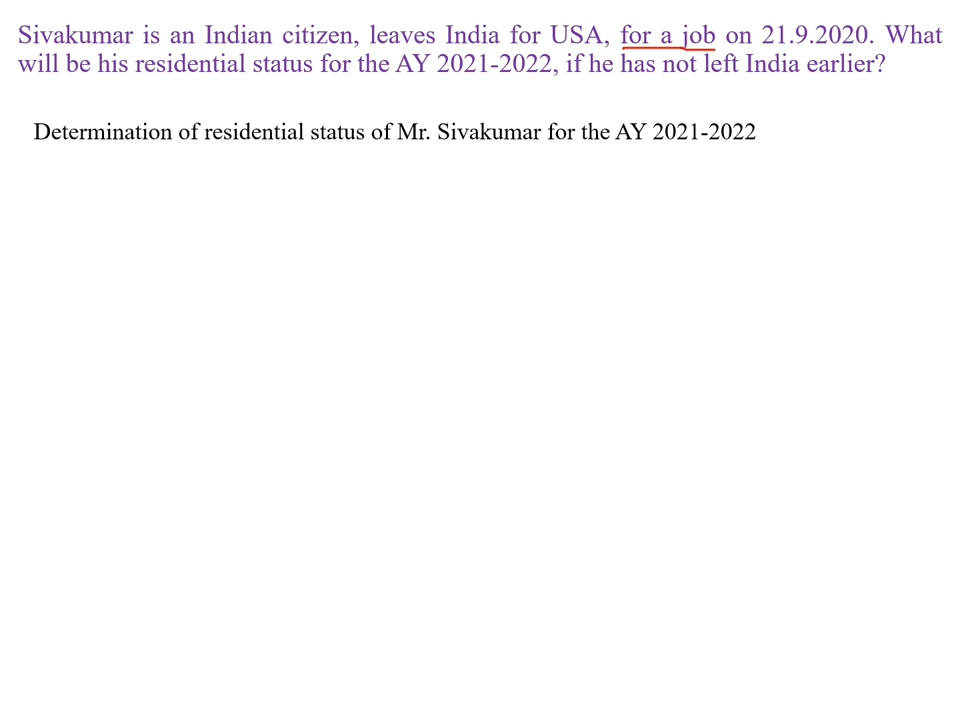 Sivakumar is an Indian citizen, leaves India for USA, for a job on 21.9.2020. What
will be his residential status for the AY 2021-2022, if he has not left India earlier?
Determination of residential status of Mr. Sivakumar for the AY 2021-2022